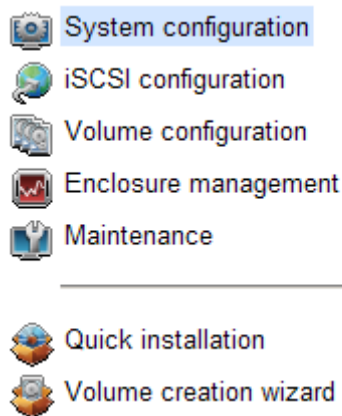 System configuration
iSCSI configuration
Volume configuration
Enclosure management
Maintenance
Quick installation
Volume creation wizard